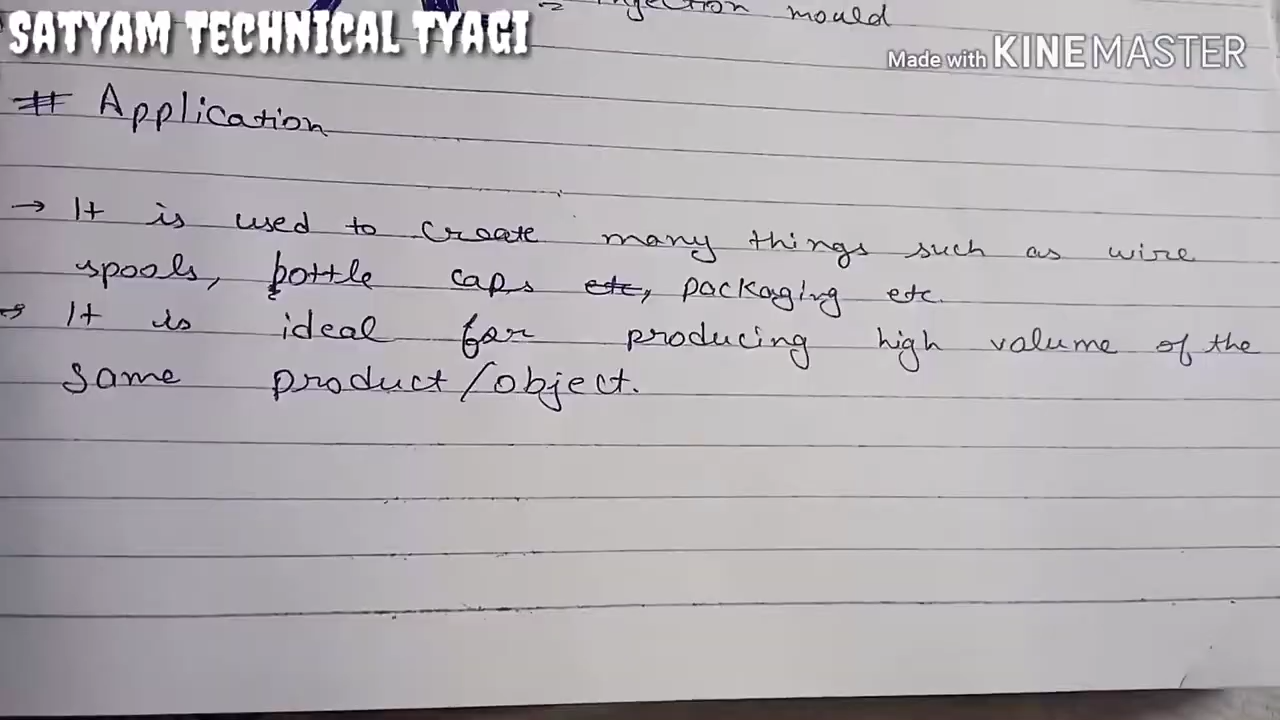 = Injection mould
SATYAM TECHNICAL TYAGI
Made with KINEMASTER
# Application
→ It is used to create many things such as wire
spools, bottle caps etc, packaging etc.
→ It is ideal for producing high volume of the
same product/object.